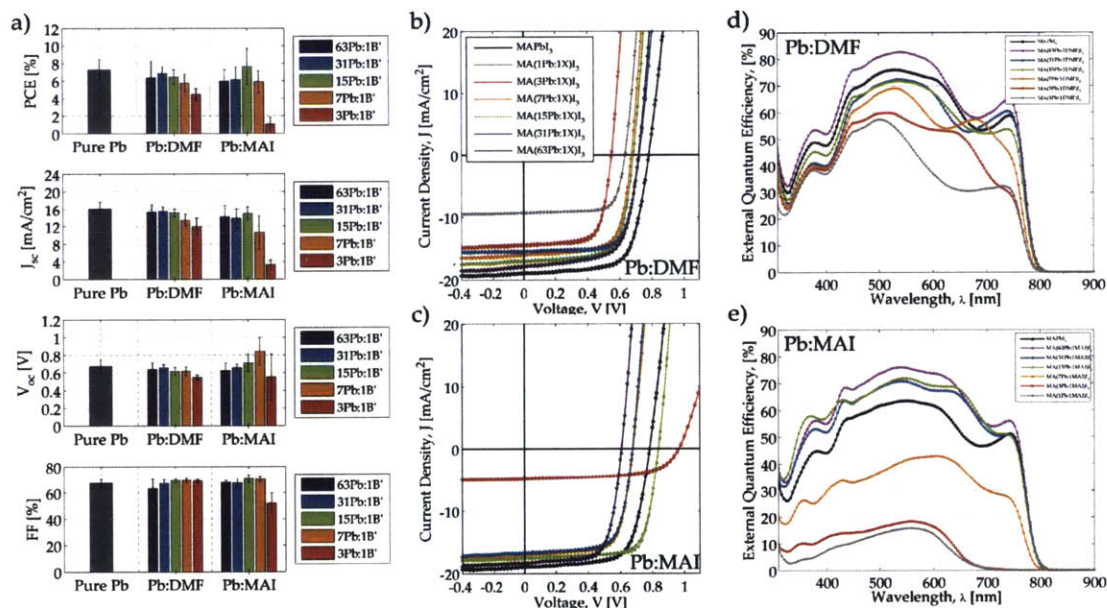 a)
PCE [%]
12
10
8
6
4
2
0
Pure Pb
Pb:DMF
Pb:MAI
63Pb:1B'
31Pb:1B'
15Pb:1B'
7Pb:1B'
3Pb:1B'
Jsc [mA/cm²]
16
12
8
4
0
Pure Pb
Pb:DMF
Pb:MAI
63Pb:1B'
31Pb:1B'
15Pb:1B'
7Pb:1B'
3Pb:1B'
Voc [V]
1.2
1
0.8
0.6
0.4
0.2
0
Pure Pb
Pb:DMF
Pb:MAI
63Pb:1B'
31Pb:1B'
15Pb:1B'
7Pb:1B'
3Pb:1B'
FF [%]
80
60
40
20
0
Pure Pb
Pb:DMF
Pb:MAI
63Pb:1B'
31Pb:1B'
15Pb:1B'
7Pb:1B'
3Pb:1B'
b)
Current Density, J [mA/cm²]
20
10
0
-10
-20
MAPbI₃
MA(1Pb:1X)I₃
MA(3Pb:1X)I₃
MA(7Pb:1X)I₃
MA(15Pb:1X)I₃
MA(31Pb:1X)I₃
MA(63Pb:1X)I₃
Pb:DMF
-0.4 -0.2 0 0.2 0.4 0.6 0.8 1
Voltage, V [V]
c)
Current Density, J [mA/cm²]
20
10
0
-10
-20
Pb:MAI
-0.4 -0.2 0 0.2 0.4 0.6 0.8 1
Voltage, V [V]
d)
Pb:DMF
External Quantum Efficiency, [%]
90
80
70
60
50
40
30
20
10
0
MAPbI₃
400 500 600 700 800 900
Wavelength, λ [nm]
e)
Pb:MAI
External Quantum Efficiency, [%]
90
80
70
60
50
40
30
20
10
0
MAPbI₃
400 500 600 700 800 900
Wavelength, λ [nm]